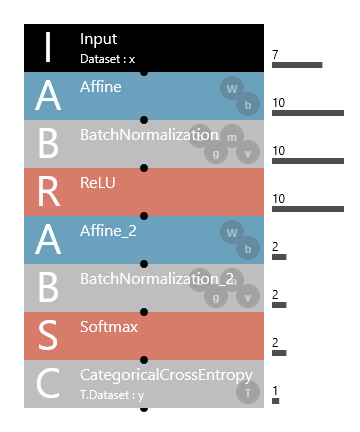 I Input 7
Dataset : x
A Affine W b 10
B BatchNormalization m g v 10
R ReLU 10
A Affine_2 W b 2
B BatchNormalization_2 g v 2
S Softmax 2
C CategoricalCrossEntropy 1
T.Dataset : y T